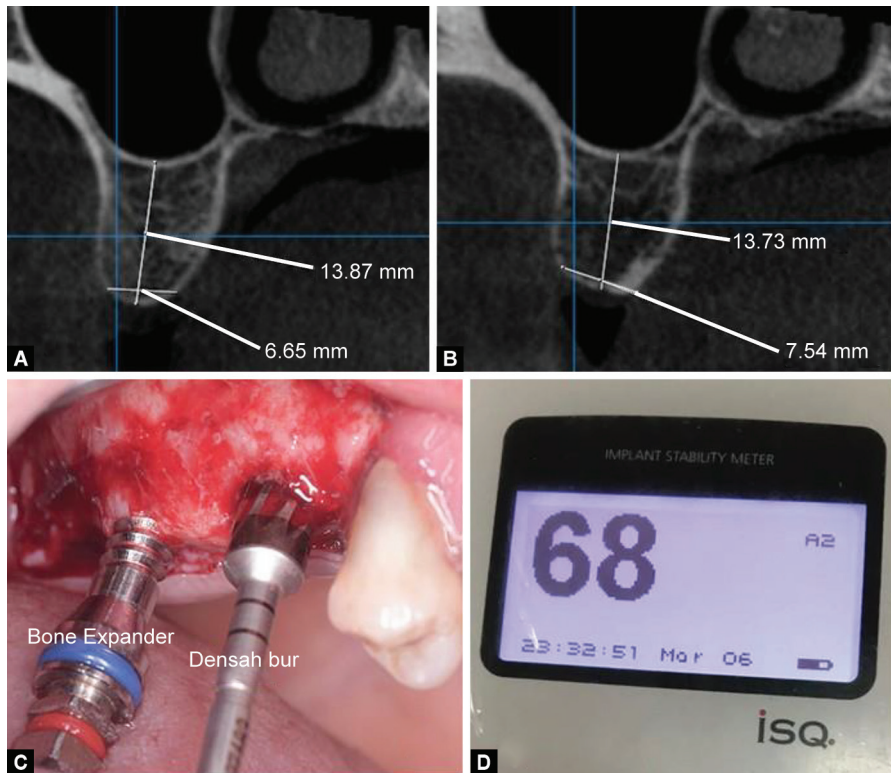 13.87 mm
6.65 mm
A
13.73 mm
7.54 mm
B
Bone Expander
Densah bur
C
IMPLANT STABILITY METER
68
A2
23:32:51 Mar 06
isQ.
D